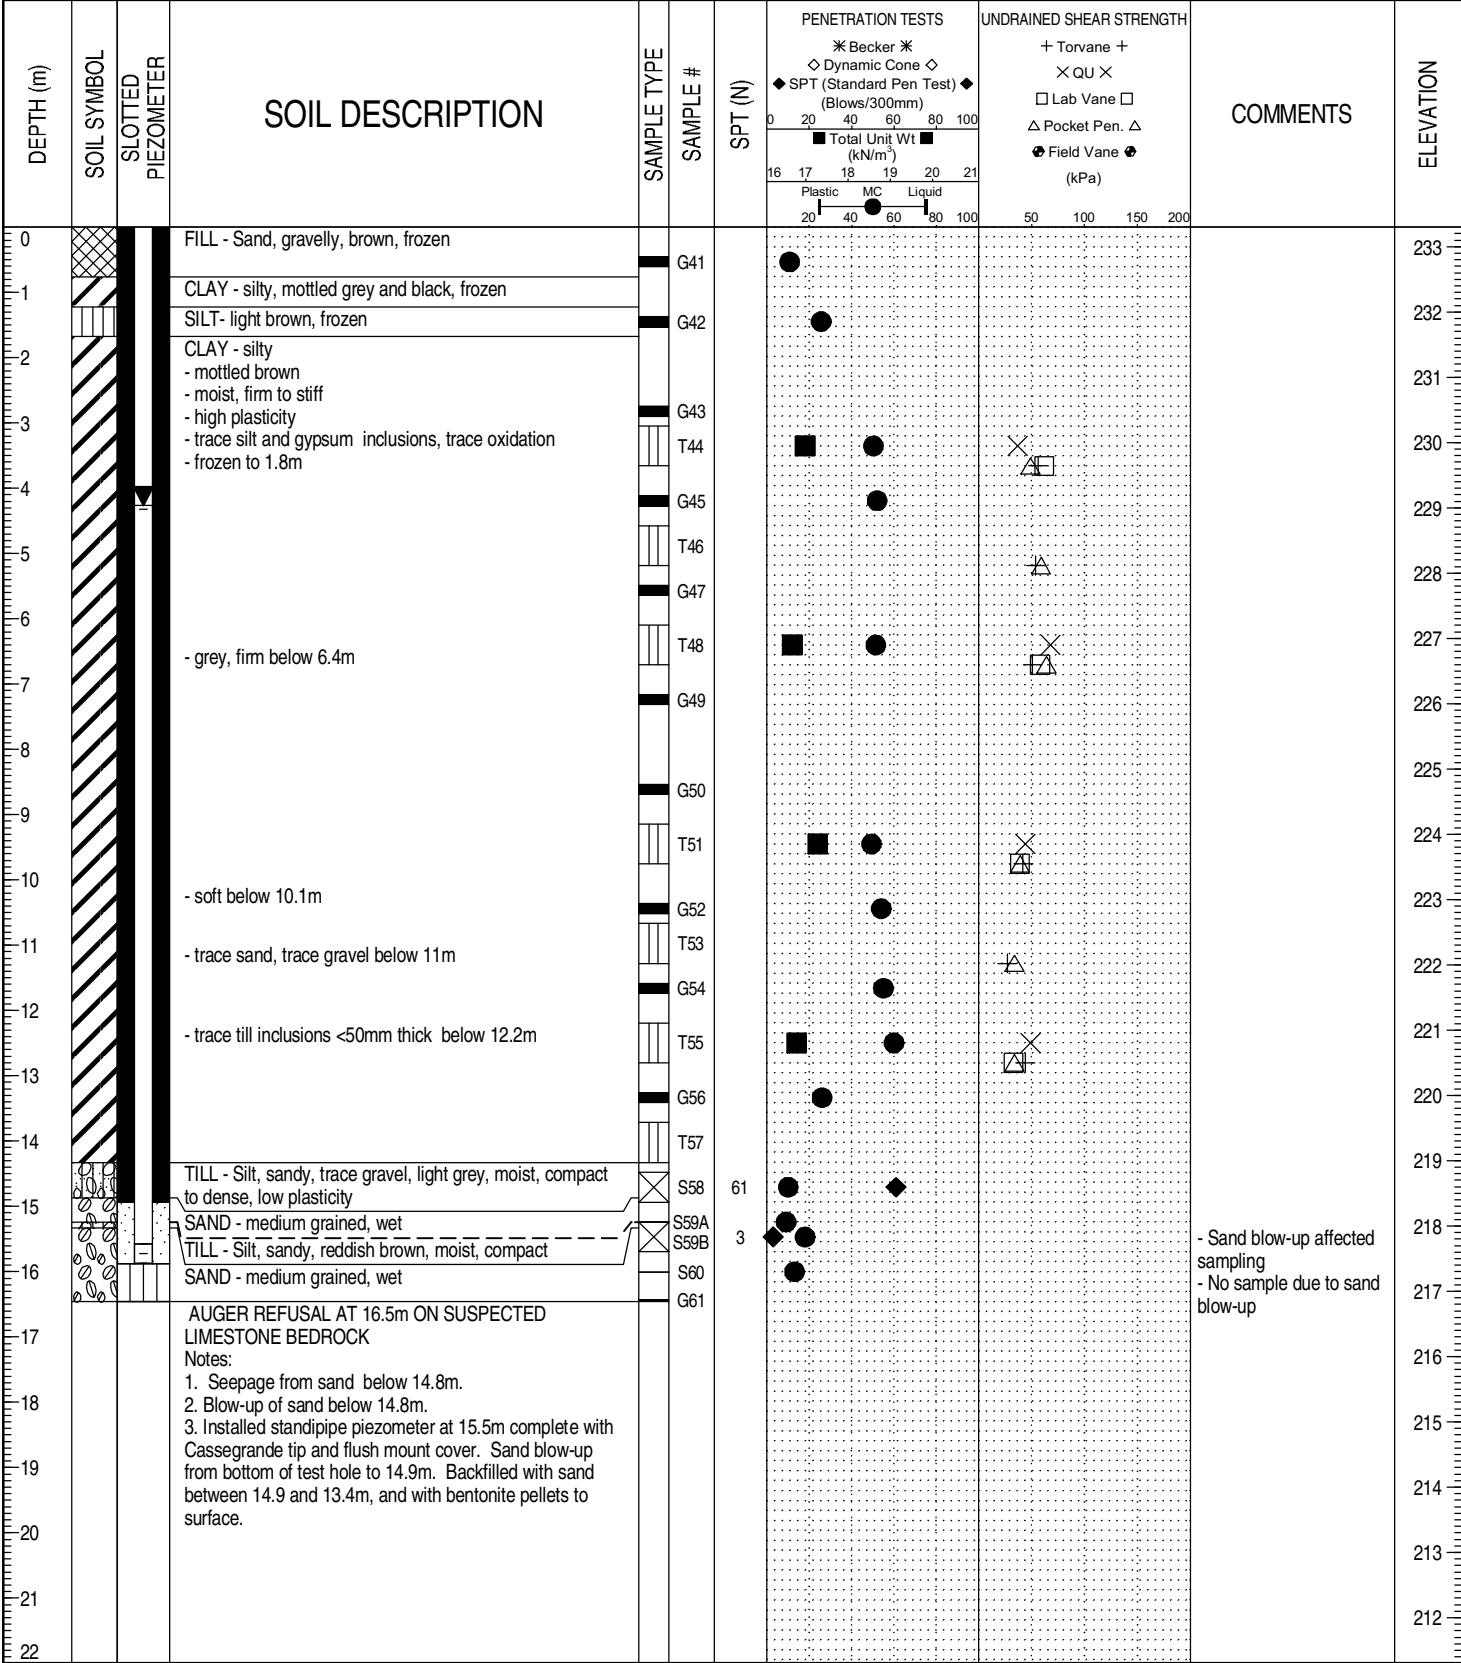 DEPTH (m)
SOIL SYMBOL
SLOTTED
PIEZOMETER
SOIL DESCRIPTION
SAMPLE TYPE
SAMPLE #
SPT (N)
PENETRATION TESTS
Becker
Dynamic Cone
SPT (Standard Pen Test)
(Blows/300mm)
0 20 40 60 80 100
Total Unit Wt
(kN/m³)
16 17 18 19 20 21
Plastic MC Liquid
20 40 60 80 100
UNDRAINED SHEAR STRENGTH
Torvane
QU
Lab Vane
Pocket Pen.
Field Vane
(kPa)
50 100 150 200
COMMENTS
ELEVATION
0
1
2
3
4
5
6
7
8
9
10
11
12
13
14
15
16
17
18
19
20
21
22
FILL - Sand, gravelly, brown, frozen
CLAY - silty, mottled grey and black, frozen
SILT- light brown, frozen
CLAY - silty
- mottled brown
- moist, firm to stiff
- high plasticity
- trace silt and gypsum inclusions, trace oxidation
- frozen to 1.8m
- grey, firm below 6.4m
- soft below 10.1m
- trace sand, trace gravel below 11m
- trace till inclusions <50mm thick below 12.2m
TILL - Silt, sandy, trace gravel, light grey, moist, compact
to dense, low plasticity
SAND - medium grained, wet
TILL - Silt, sandy, reddish brown, moist, compact
SAND - medium grained, wet
AUGER REFUSAL AT 16.5m ON SUSPECTED
LIMESTONE BEDROCK
Notes:
1. Seepage from sand below 14.8m.
2. Blow-up of sand below 14.8m.
3. Installed standipipe piezometer at 15.5m complete with
Cassegrande tip and flush mount cover. Sand blow-up
from bottom of test hole to 14.9m. Backfilled with sand
between 14.9 and 13.4m, and with bentonite pellets to
surface.
G41
G42
G43
T44
G45
T46
G47
T48
G49
G50
T51
G52
T53
G54
T55
G56
T57
S58
S59A
S59B
S60
G61
61
3
- Sand blow-up affected
sampling
- No sample due to sand
blow-up
233
232
231
230
229
228
227
226
225
224
223
222
221
220
219
218
217
216
215
214
213
212